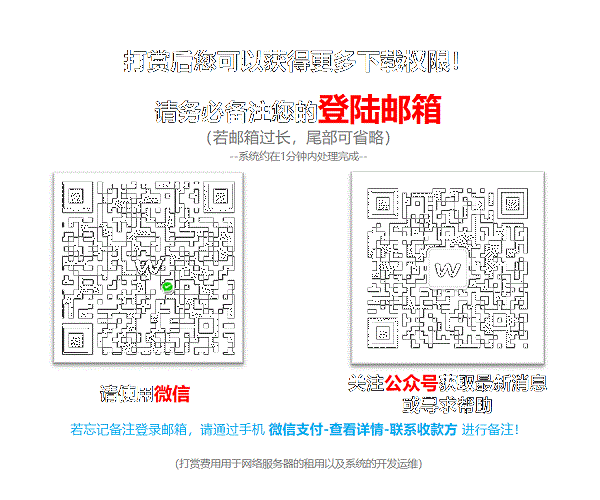 打赏后您可以获得更多下载权限！
请务必备注您的登陆邮箱
（若邮箱过长，尾部可省略）
--系统约在1分钟内处理完成--
请使用微信
关注公众号获取最新消息
或寻求帮助
若忘记备注登录邮箱，请通过手机 微信支付-查看详情-联系收款方 进行备注！
（打赏费用用于网络服务器的租用以及系统的开发运维）